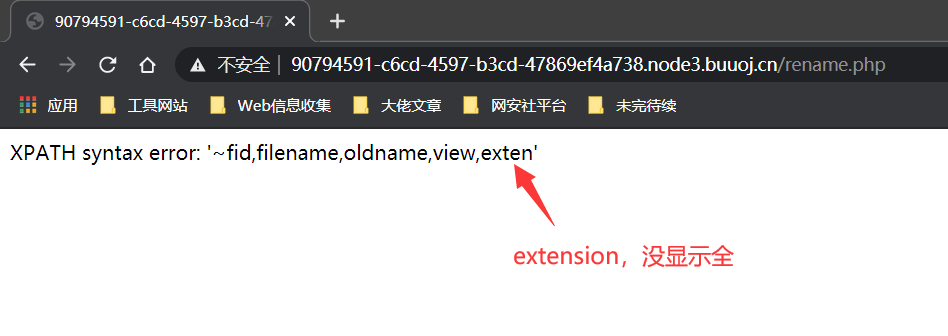 90794591-c6cd-4597-b3cd-47
不安全 | 90794591-c6cd-4597-b3cd-47869ef4a738.node3.buuoj.cn/rename.php
应用 工具网站 Web信息收集 大佬文章 网安社平台 未完待续
XPATH syntax error: '~fid,filename,oldname,view,exten'
extension，没显示全